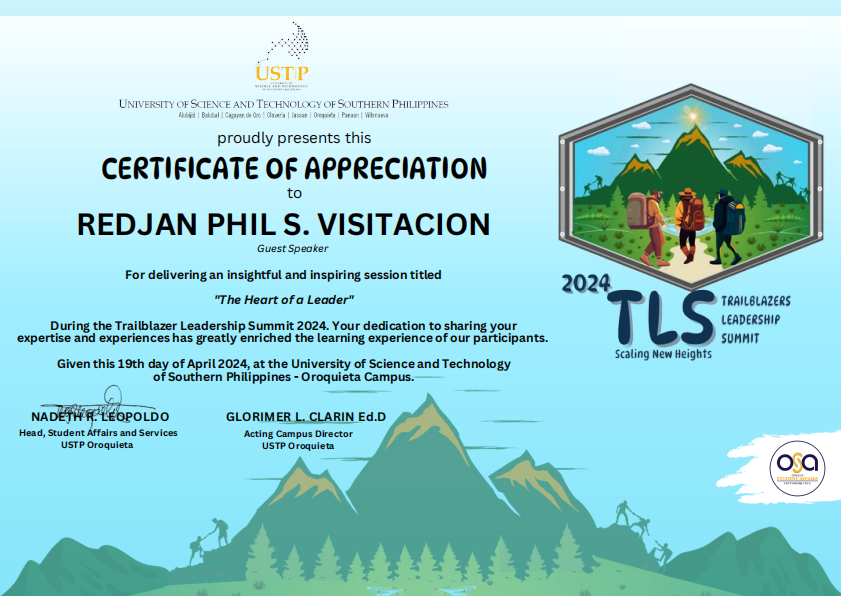 USTP
UNIVERSITY OF SCIENCE AND TECHNOLOGY OF SOUTHERN PHILIPPINES
Alubijid | Balubal | Cagayan de Oro | Claveria | Jasaan | Oroquieta | Panaon | Villanueva
proudly presents this
CERTIFICATE OF APPRECIATION
to
REDJAN PHIL S. VISITACION
Guest Speaker
For delivering an insightful and inspiring session titled
"The Heart of a Leader"
During the Trailblazer Leadership Summit 2024. Your dedication to sharing your
expertise and experiences has greatly enriched the learning experience of our participants.
Given this 19th day of April 2024, at the University of Science and Technology
of Southern Philippines - Oroquieta Campus.
NADETH R. LEOPOLDO
Head, Student Affairs and Services
USTP Oroquieta
GLORIMER L. CLARIN Ed.D
Acting Campus Director
USTP Oroquieta
2024
TLS
TRAILBLAZERS
LEADERSHIP
SUMMIT
Scaling New Heights
osa